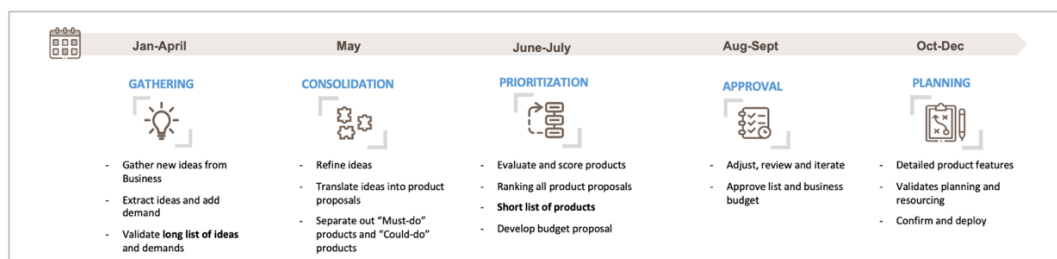 Jan-April
May
June-July
Aug-Sept
Oct-Dec
GATHERING
- Gather new ideas from
Business
- Extract ideas and add
demand
- Validate long list of ideas
and demands
CONSOLIDATION
- Refine ideas
- Translate ideas into product
proposals
- Separate out “Must-do”
products and “Could-do”
products
PRIORITIZATION
- Evaluate and score products
- Ranking all product proposals
- Short list of products
- Develop budget proposal
APPROVAL
- Adjust, review and iterate
- Approve list and business
budget
PLANNING
- Detailed product features
- Validates planning and
resourcing
- Confirm and deploy